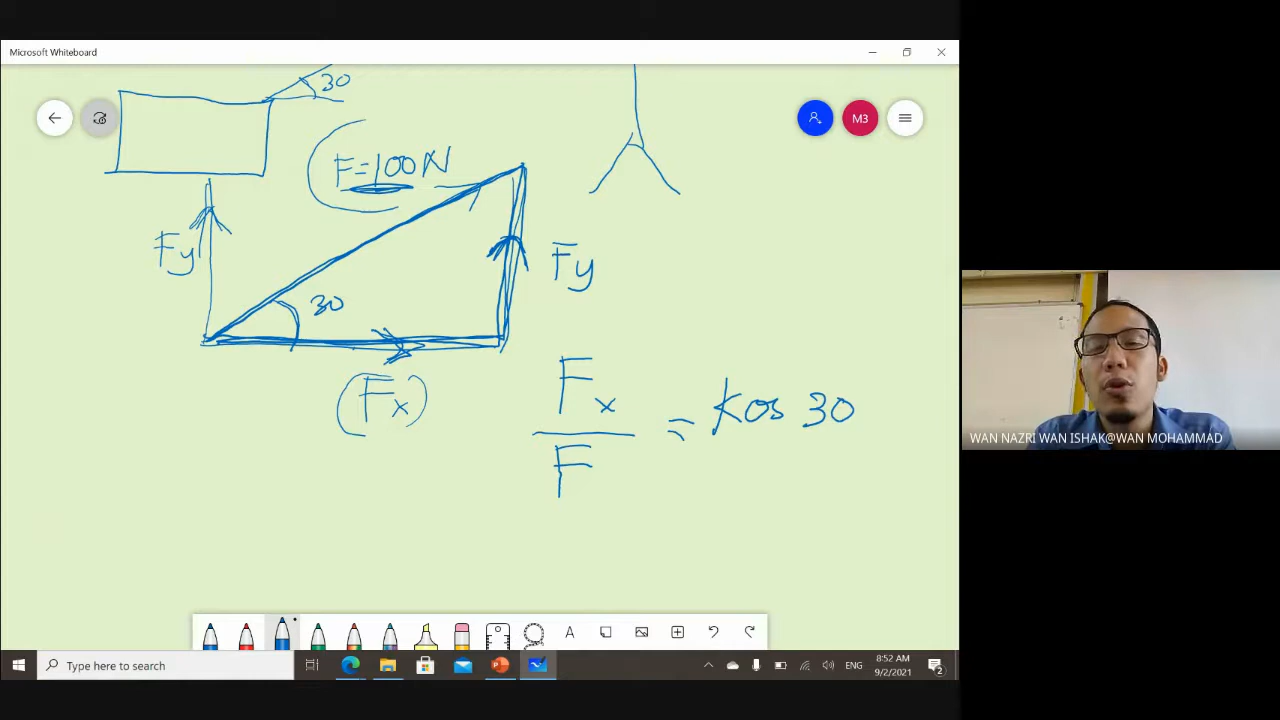 Microsoft Whiteboard
30
M3
F=100N
Fy
Fy
30
(Fx)
Fx
F
= Kos 30
WAN NAZRI WAN ISHAK@WAN MOHAMMAD
A
Type here to search
ENG
8:52 AM
9/2/2021
2